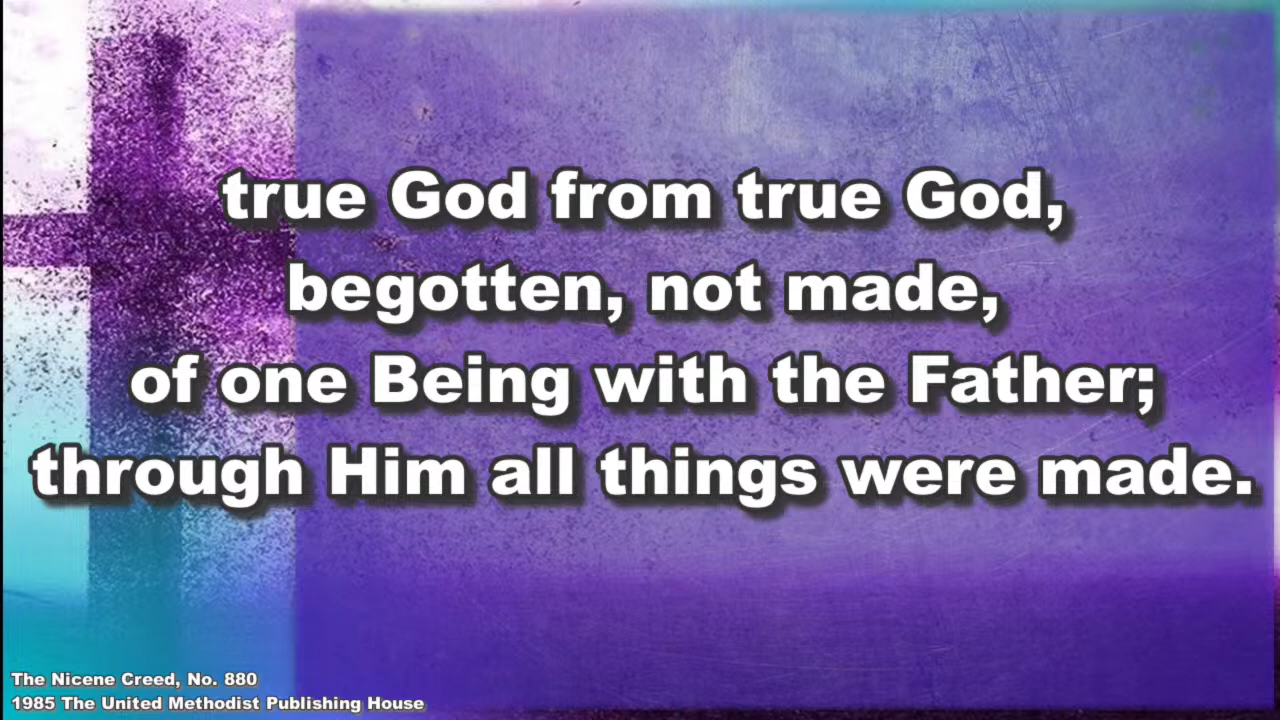 true God from true God,
begotten, not made,
of one Being with the Father;
through Him all things were made.
The Nicene Creed, No. 880
1985 The United Methodist Publishing House